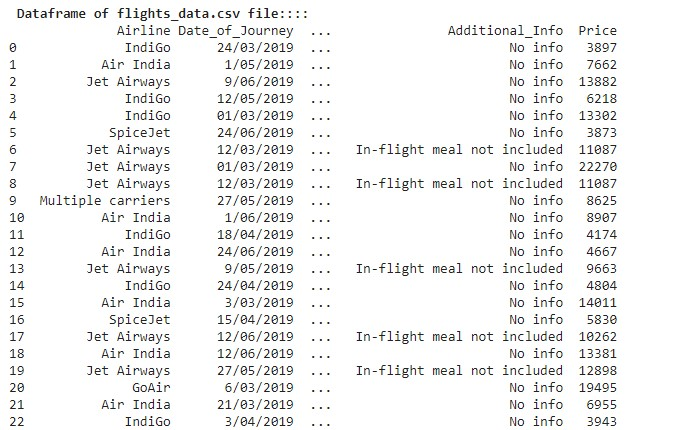 Dataframe of flights_data.csv file::::
Airline Date_of_Journey ... Additional_Info Price
0 IndiGo 24/03/2019 ... No info 3897
1 Air India 1/05/2019 ... No info 7662
2 Jet Airways 9/06/2019 ... No info 13882
3 IndiGo 12/05/2019 ... No info 6218
4 IndiGo 01/03/2019 ... No info 13302
5 SpiceJet 24/06/2019 ... No info 3873
6 Jet Airways 12/03/2019 ... In-flight meal not included 11087
7 Jet Airways 01/03/2019 ... No info 22270
8 Jet Airways 12/03/2019 ... In-flight meal not included 11087
9 Multiple carriers 27/05/2019 ... No info 8625
10 Air India 1/06/2019 ... No info 8907
11 IndiGo 18/04/2019 ... No info 4174
12 Air India 24/06/2019 ... No info 4667
13 Jet Airways 9/05/2019 ... In-flight meal not included 9663
14 IndiGo 24/04/2019 ... No info 4804
15 Air India 3/03/2019 ... No info 14011
16 SpiceJet 15/04/2019 ... No info 5830
17 Jet Airways 12/06/2019 ... In-flight meal not included 10262
18 Air India 12/06/2019 ... No info 13381
19 Jet Airways 27/05/2019 ... In-flight meal not included 12898
20 GoAir 6/03/2019 ... No info 19495
21 Air India 21/03/2019 ... No info 6955
22 IndiGo 3/04/2019 ... No info 3943